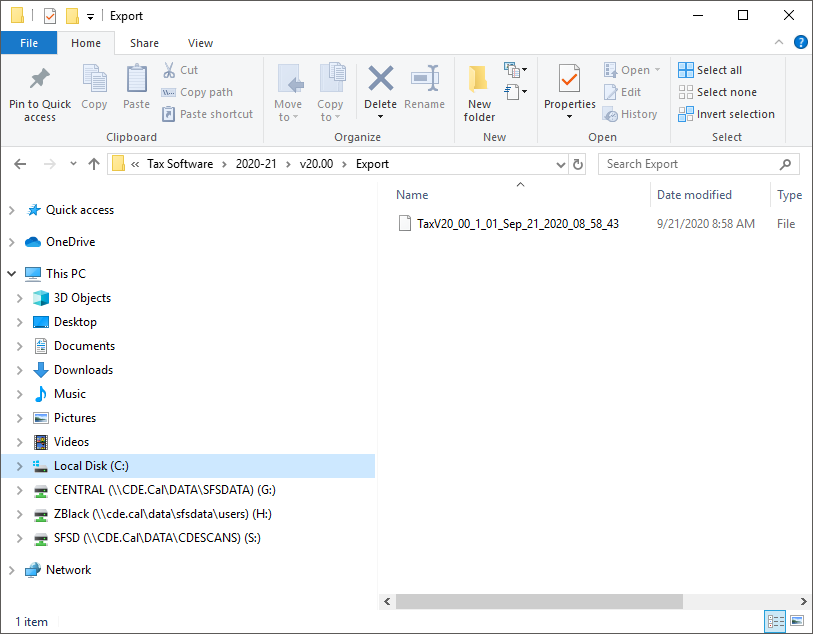 Export
File Home Share View
Pin to Quick access
Copy
Paste
Cut
Copy path
Paste shortcut
Clipboard
Move to
Copy to
Delete
Rename
Organize
New folder
New
Properties
Open
Edit
History
Open
Select all
Select none
Invert selection
Select
« Tax Software > 2020-21 > v20.00 > Export
Search Export
Name Date modified Type
TaxV20_00_1_01_Sep_21_2020_08_58_43 9/21/2020 8:58 AM File
Quick access
OneDrive
This PC
3D Objects
Desktop
Documents
Downloads
Music
Pictures
Videos
Local Disk (C:)
CENTRAL (\\CDE.Cal\DATA\SFSDATA) (G:)
ZBlack (\\cde.cal\data\sfsdata\users) (H:)
SFSD (\\CDE.Cal\DATA\CDESCANS) (S:)
Network
1 item